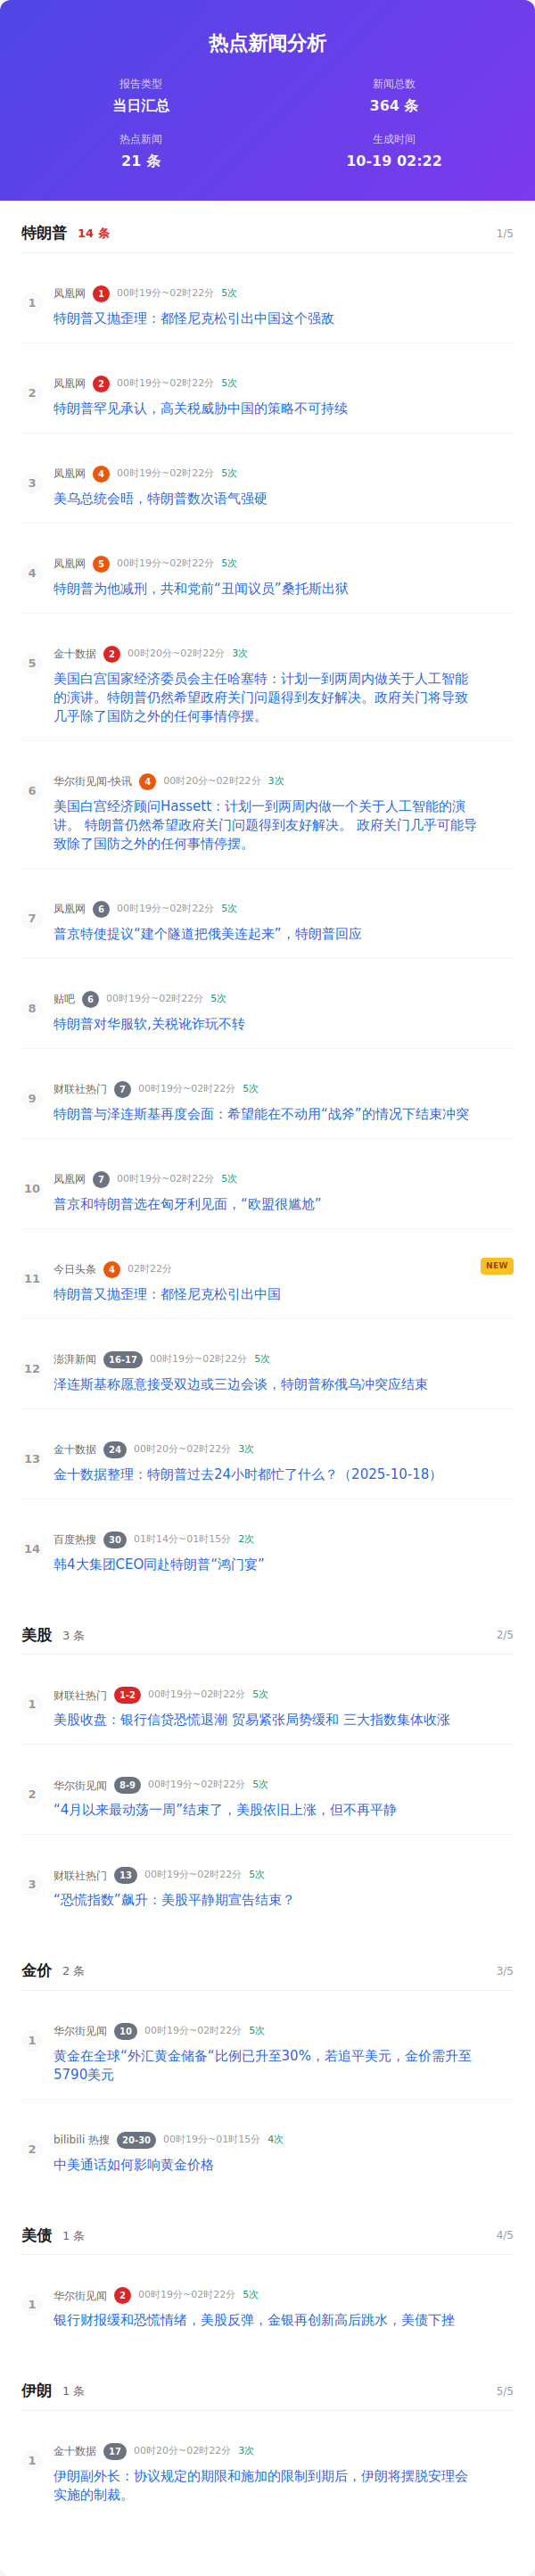 热点新闻分析
报告类型
当日汇总
新闻总数
364 条
热点新闻
21 条
生成时间
10-19 02:22
特朗普 14 条 1/5
1 凤凰网 1 00时19分~02时22分 5次
特朗普又抛歪理：都怪尼克松引出中国这个强敌
2 凤凰网 2 00时19分~02时22分 5次
特朗普罕见承认，高关税威胁中国的策略不可持续
3 凤凰网 4 00时19分~02时22分 5次
美乌总统会晤，特朗普数次语气强硬
4 凤凰网 5 00时19分~02时22分 5次
特朗普为他减刑，共和党前“丑闻议员”桑托斯出狱
5 金十数据 2 00时20分~02时22分 3次
美国白宫国家经济委员会主任哈塞特：计划一到两周内做关于人工智能
的演讲。特朗普仍然希望政府关门问题得到友好解决。政府关门将导致
几乎除了国防之外的任何事情停摆。
6 华尔街见闻-快讯 4 00时20分~02时22分 3次
美国白宫经济顾问Hassett：计划一到两周内做一个关于人工智能的演
讲。 特朗普仍然希望政府关门问题得到友好解决。 政府关门几乎可能导
致除了国防之外的任何事情停摆。
7 凤凰网 6 00时19分~02时22分 5次
普京特使提议“建个隧道把俄美连起来”，特朗普回应
8 贴吧 6 00时19分~02时22分 5次
特朗普对华服软,关税讹诈玩不转
9 财联社热门 7 00时19分~02时22分 5次
特朗普与泽连斯基再度会面：希望能在不动用“战斧”的情况下结束冲突
10 凤凰网 7 00时19分~02时22分 5次
普京和特朗普选在匈牙利见面，“欧盟很尴尬”
11 今日头条 4 02时22分 NEW
特朗普又抛歪理：都怪尼克松引出中国
12 澎湃新闻 16-17 00时19分~02时22分 5次
泽连斯基称愿意接受双边或三边会谈，特朗普称俄乌冲突应结束
13 金十数据 24 00时20分~02时22分 3次
金十数据整理：特朗普过去24小时都忙了什么？（2025-10-18）
14 百度热搜 30 01时14分~01时15分 2次
韩4大集团CEO同赴特朗普“鸿门宴”
美股 3 条 2/5
1 财联社热门 1-2 00时19分~02时22分 5次
美股收盘：银行信贷恐慌退潮 贸易紧张局势缓和 三大指数集体收涨
2 华尔街见闻 8-9 00时19分~02时22分 5次
“4月以来最动荡一周”结束了，美股依旧上涨，但不再平静
3 财联社热门 13 00时19分~02时22分 5次
“恐慌指数”飙升：美股平静期宣告结束？
金价 2 条 3/5
1 华尔街见闻 10 00时19分~02时22分 5次
黄金在全球“外汇黄金储备“比例已升至30%，若追平美元，金价需升至
5790美元
2 bilibili 热搜 20-30 00时19分~01时15分 4次
中美通话如何影响黄金价格
美债 1 条 4/5
1 华尔街见闻 2 00时19分~02时22分 5次
银行财报缓和恐慌情绪，美股反弹，金银再创新高后跳水，美债下挫
伊朗 1 条 5/5
1 金十数据 17 00时20分~02时22分 3次
伊朗副外长：协议规定的期限和施加的限制到期后，伊朗将摆脱安理会
实施的制裁。